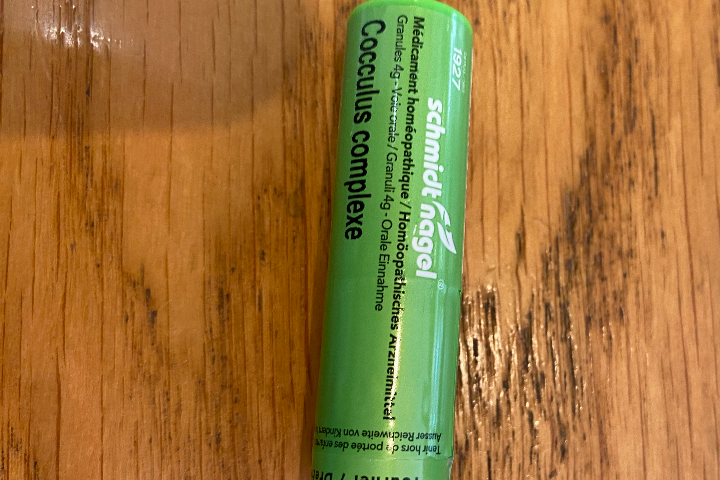 1927
schmidt nagel®
Médicament homéopathique / Homöopathisches Arzneimittel
Granules 4g - Voie orale / Granuli 4g - Orale Einnahme
Cocculus complexe
Tenir hors de portée des
Ausser Reichweite von Kindern